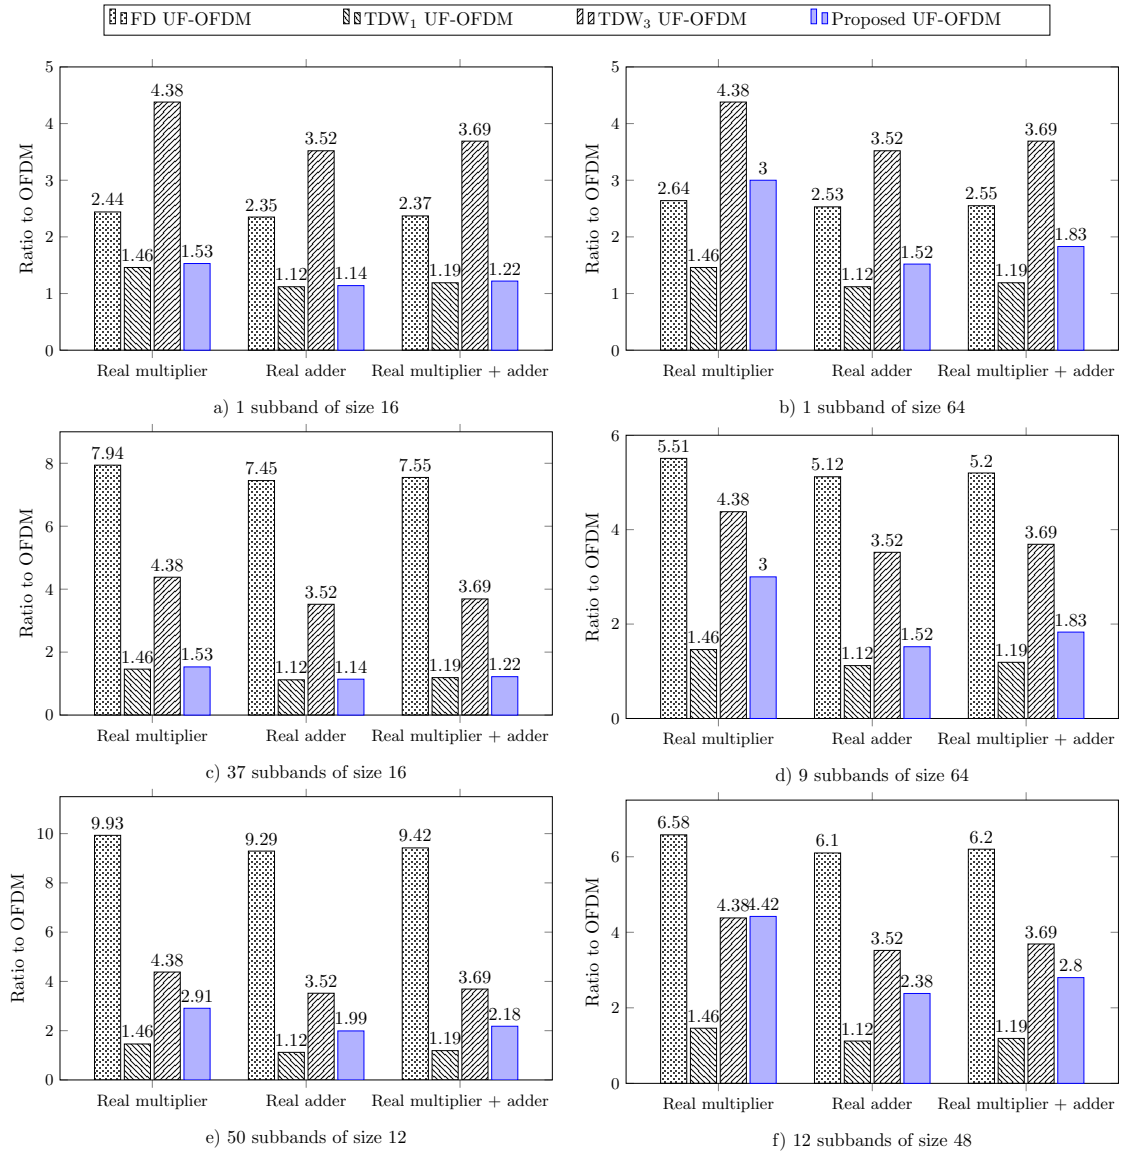 FD UF-OFDM TDW₁ UF-OFDM TDW₃ UF-OFDM Proposed UF-OFDM
Ratio to OFDM
5
4
3
2
1
0
2.44 1.46 4.38 1.53 2.35 1.12 3.52 1.14 2.37 1.19 3.69 1.22
Real multiplier Real adder Real multiplier + adder
a) 1 subband of size 16
Ratio to OFDM
5
4
3
2
1
0
2.64 1.46 4.38 3 2.53 1.12 3.52 1.52 2.55 1.19 3.69 1.83
Real multiplier Real adder Real multiplier + adder
b) 1 subband of size 64
Ratio to OFDM
8
6
4
2
0
7.94 1.46 4.38 1.53 7.45 1.12 3.52 1.14 7.55 1.19 3.69 1.22
Real multiplier Real adder Real multiplier + adder
c) 37 subbands of size 16
Ratio to OFDM
6
4
2
0
5.51 1.46 4.38 3 5.12 1.12 3.52 1.52 5.2 1.19 3.69 1.83
Real multiplier Real adder Real multiplier + adder
d) 9 subbands of size 64
Ratio to OFDM
10
8
6
4
2
0
9.93 1.46 4.38 2.91 9.29 1.12 3.52 1.99 9.42 1.19 3.69 2.18
Real multiplier Real adder Real multiplier + adder
e) 50 subbands of size 12
Ratio to OFDM
6
4
2
0
6.58 1.46 4.38 4.42 6.1 1.12 3.52 2.38 6.2 1.19 3.69 2.8
Real multiplier Real adder Real multiplier + adder
f) 12 subbands of size 48